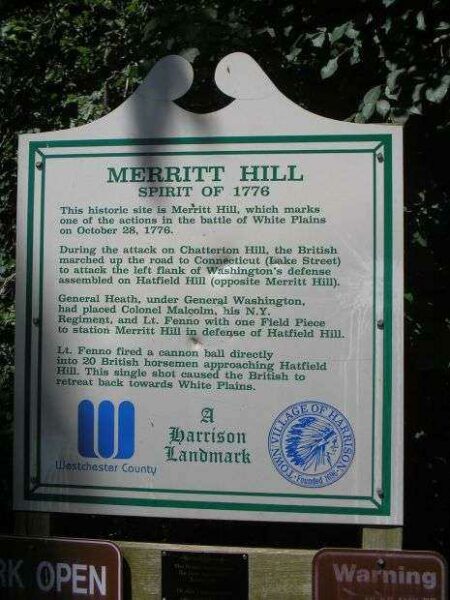 MERRITT HILL
SPIRIT OF 1776
This historic site is Merritt Hill, which marks
one of the actions in the battle of White Plains
on October 28, 1776.
During the attack on Chatterton Hill, the British
marched up the road to Connecticut (Lake Street)
to attack the left flank of Washington's defense
assembled on Hatfield Hill (opposite Merritt Hill).
General Heath, under General Washington,
had placed Colonel Malcolm, his N.Y.
Regiment, and Lt. Fenno with one Field Piece
to station Merritt Hill in defense of Hatfield Hill.
Lt. Fenno fired a cannon ball directly
into 20 British horsemen approaching Hatfield
Hill. This single shot caused the British to
retreat back towards White Plains.
Westchester County
A
Harrison
Landmark
TOWN/VILLAGE OF HARRISON
Founded 1696
RK OPEN
Warning